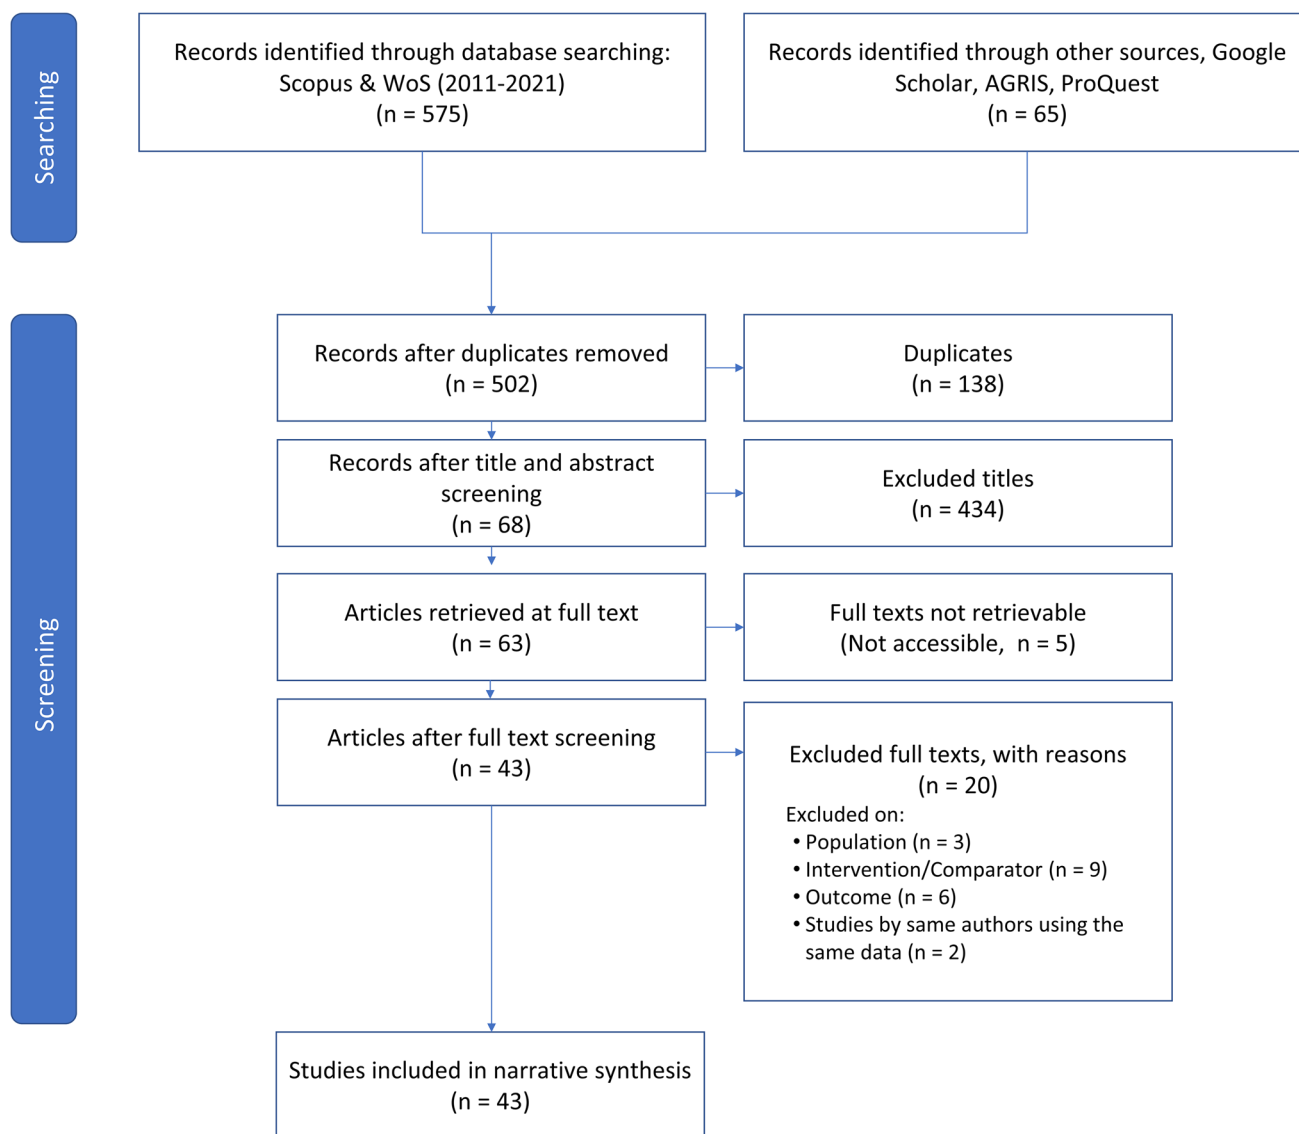 Searching
Records identified through database searching:
Scopus & WoS (2011-2021)
(n = 575)
Records identified through other sources, Google
Scholar, AGRIS, ProQuest
(n = 65)
Screening
Records after duplicates removed
(n = 502)
Duplicates
(n = 138)
Records after title and abstract
screening
(n = 68)
Excluded titles
(n = 434)
Articles retrieved at full text
(n = 63)
Full texts not retrievable
(Not accessible,  n = 5)
Articles after full text screening
(n = 43)
Excluded full texts, with reasons
(n = 20)
Excluded on:
• Population (n = 3)
• Intervention/Comparator (n = 9)
• Outcome (n = 6)
• Studies by same authors using the
same data (n = 2)
Studies included in narrative synthesis
(n = 43)